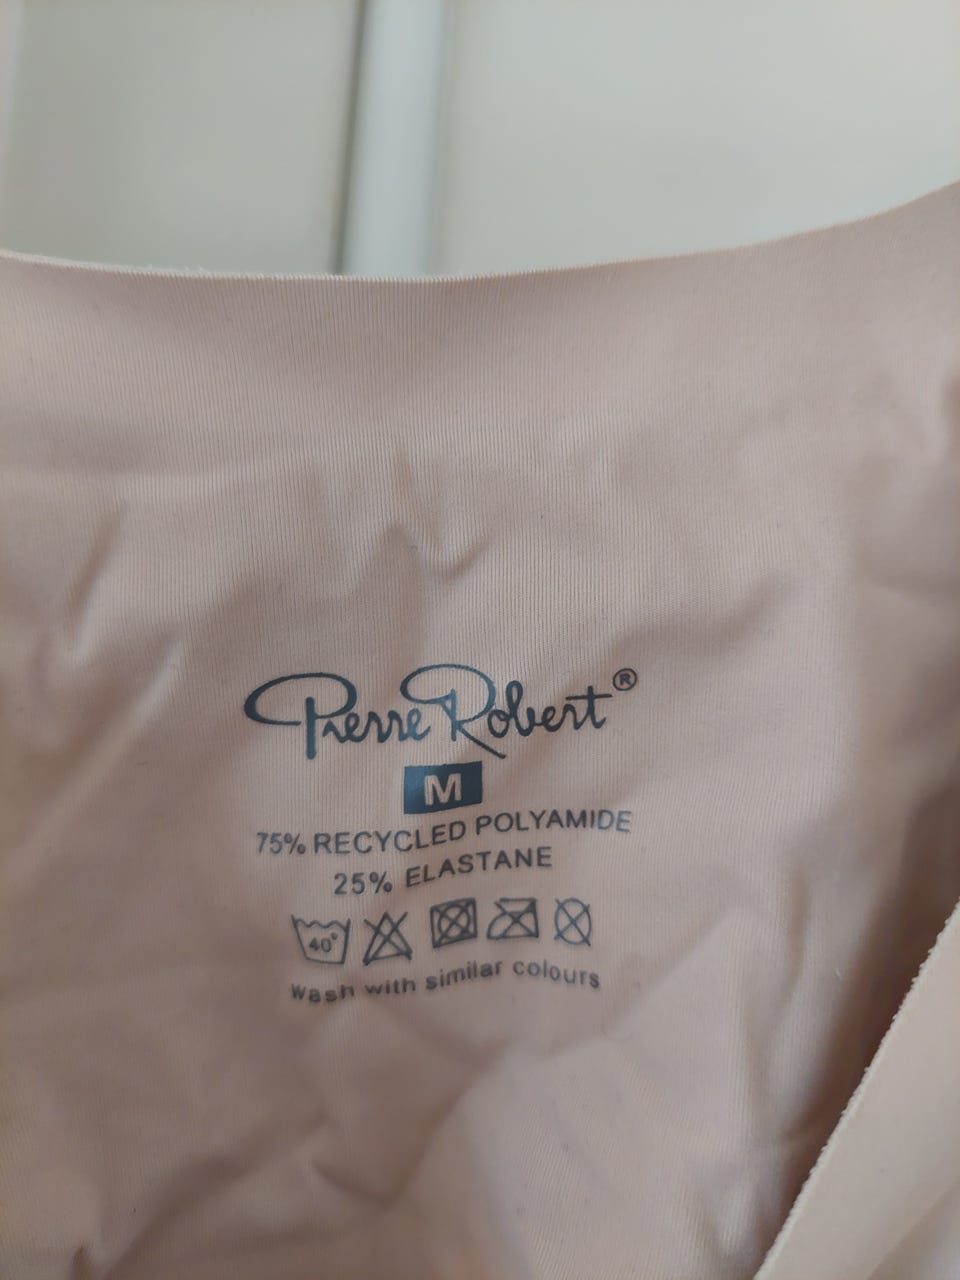 Pierre Robert®
M
75% RECYCLED POLYAMIDE
25% ELASTANE
40°
wash with similar colours